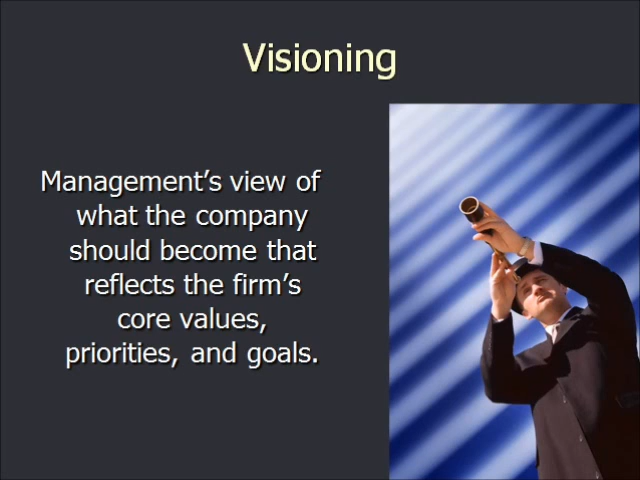 Visioning
Management’s view of
what the company
should become that
reflects the firm’s
core values,
priorities, and goals.